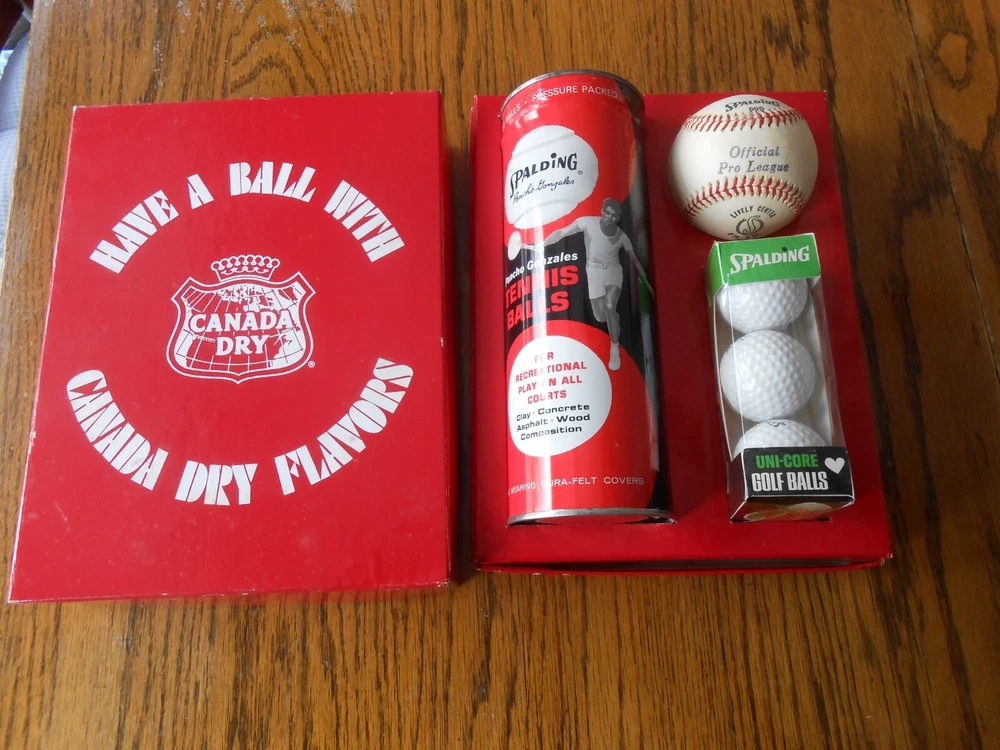 HAVE A BALL WITH
CANADA
DRY
®
CANADA DRY FLAVORS
BALLS · PRESSURE PACKED
SPALDING
®
Pancho Gonzales
Pancho Gonzales
TENNIS
BALLS
FOR
RECREATIONAL
PLAY ON ALL
COURTS
Clay · Concrete
Asphalt · Wood
Composition
WEARING DURA-FELT COVERS
SPALDING
PRO
Official
Pro League
LIVELY CENTER
SPALDING
UNI-CORE
GOLF BALLS